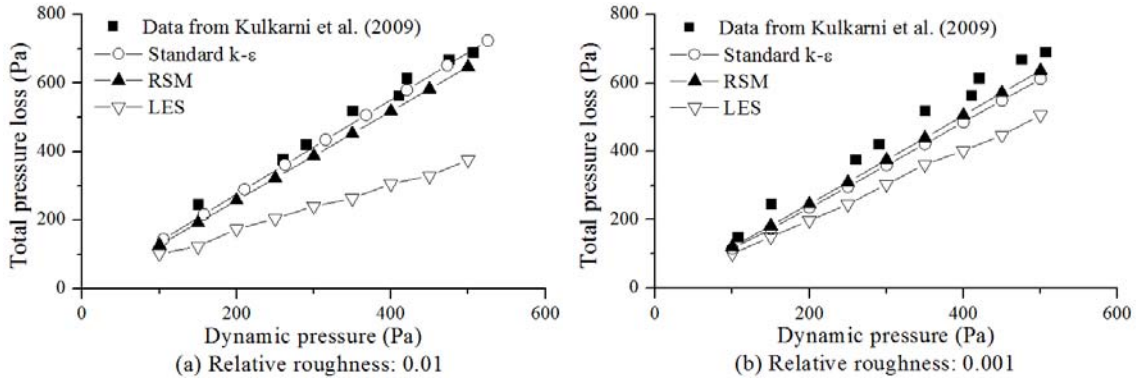 800
600
400
200
0
Total pressure loss (Pa)
Data from Kulkarni et al. (2009)
Standard k-ε
RSM
LES
0
200
400
600
Dynamic pressure (Pa)
(a) Relative roughness: 0.01
800
600
400
200
0
Total pressure loss (Pa)
Data from Kulkarni et al. (2009)
Standard k-ε
RSM
LES
0
200
400
600
Dynamic pressure (Pa)
(b) Relative roughness: 0.001